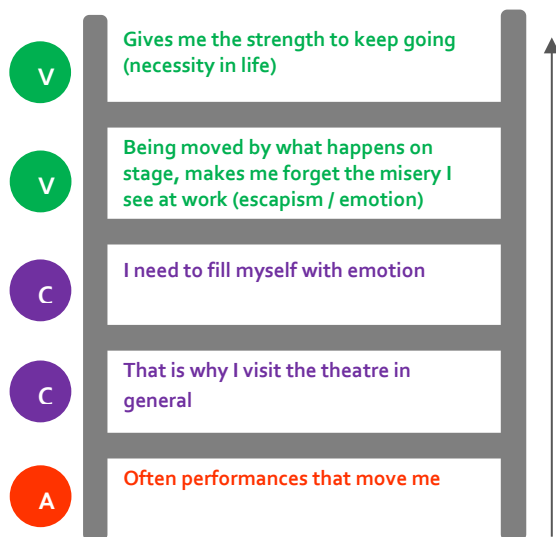 Gives me the strength to keep going
(necessity in life)
V
Being moved by what happens on
stage, makes me forget the misery I
see at work (escapism / emotion)
V
I need to fill myself with emotion
C
That is why I visit the theatre in
general
C
Often performances that move me
A